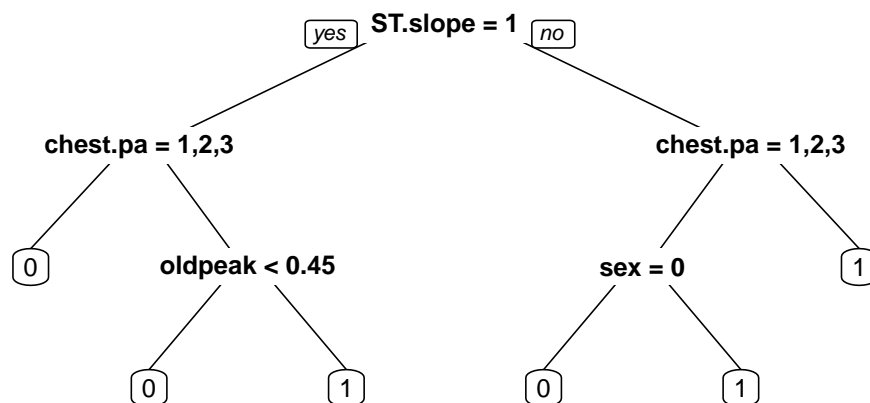 yes ST.slope = 1 no
chest.pa = 1,2,3 chest.pa = 1,2,3
0 oldpeak < 0.45 sex = 0 1
0 1 0 1